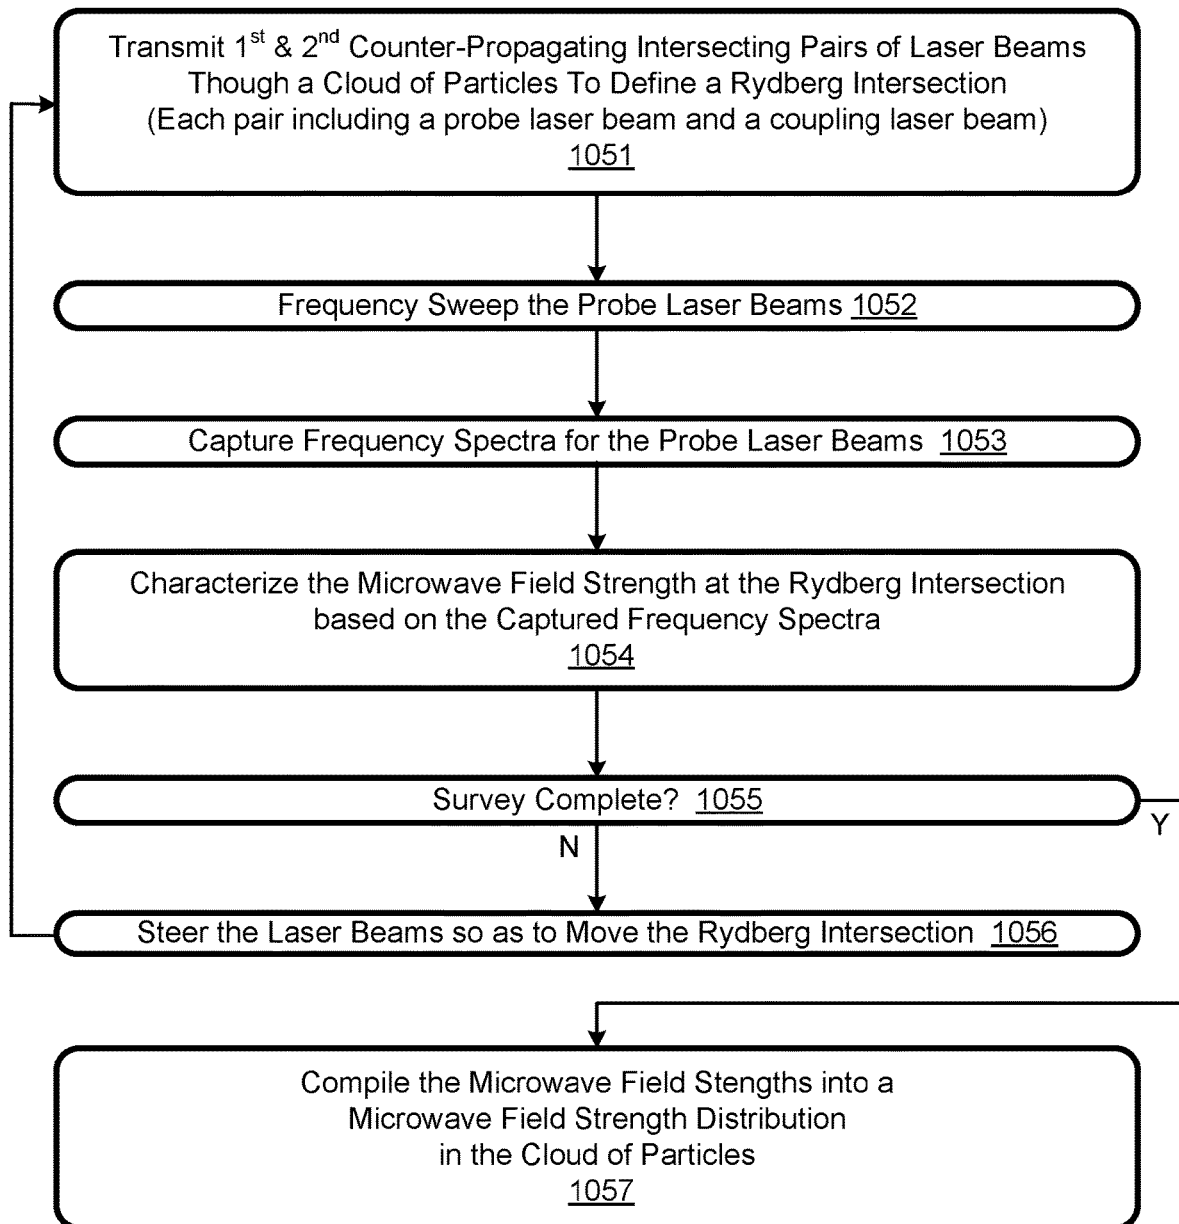 Transmit 1st & 2nd Counter-Propagating Intersecting Pairs of Laser Beams
Though a Cloud of Particles To Define a Rydberg Intersection
(Each pair including a probe laser beam and a coupling laser beam)
1051
Frequency Sweep the Probe Laser Beams 1052
Capture Frequency Spectra for the Probe Laser Beams 1053
Characterize the Microwave Field Strength at the Rydberg Intersection
based on the Captured Frequency Spectra
1054
Survey Complete? 1055
Y
N
Steer the Laser Beams so as to Move the Rydberg Intersection 1056
Compile the Microwave Field Stengths into a
Microwave Field Strength Distribution
in the Cloud of Particles
1057